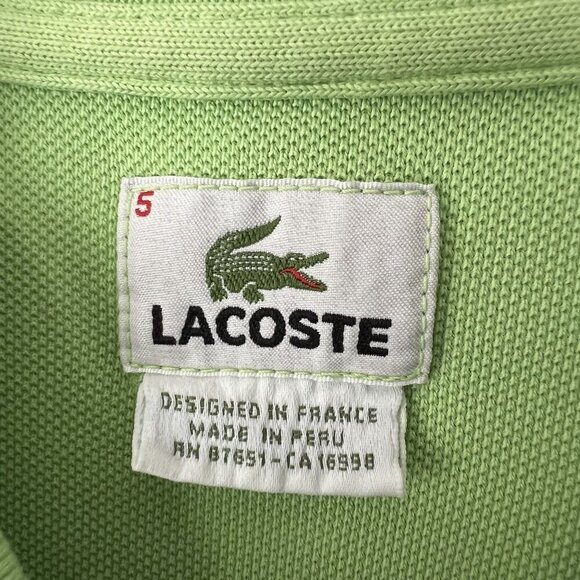 5
LACOSTE
DESIGNED IN FRANCE
MADE IN PERU
RN 87651-CA 16998